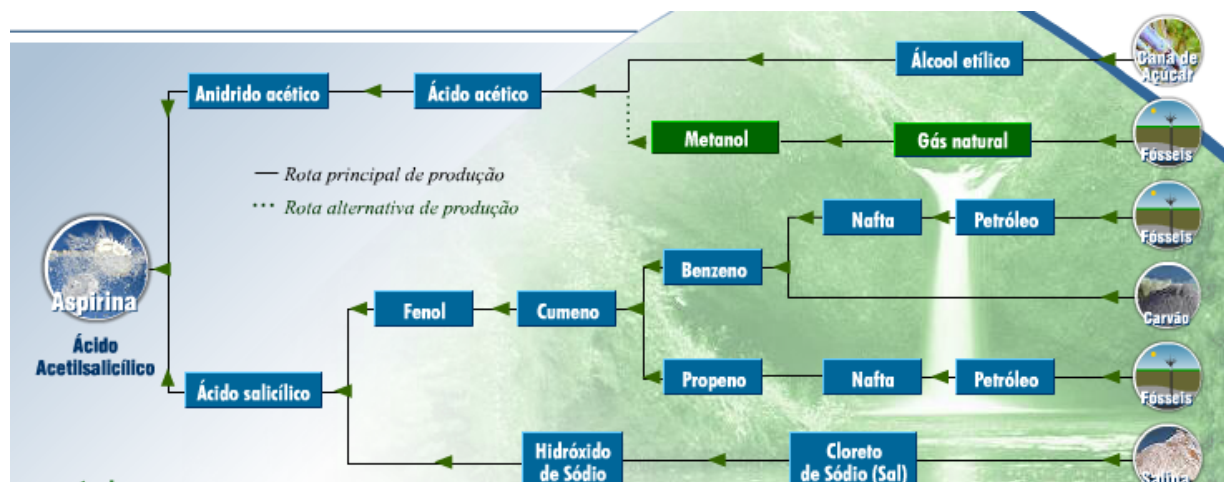 Álcool etílico
Cana de
Açúcar
Anidrido acético
Ácido acético
Metanol
Gás natural
Fósseis
— Rota principal de produção
··· Rota alternativa de produção
Nafta
Petróleo
Fósseis
Benzeno
Aspirina
Ácido
Acetilsalicílico
Fenol
Cumeno
Carvão
Ácido salicílico
Propeno
Nafta
Petróleo
Fósseis
Hidróxido
de Sódio
Cloreto
de Sódio (Sal)
Salina